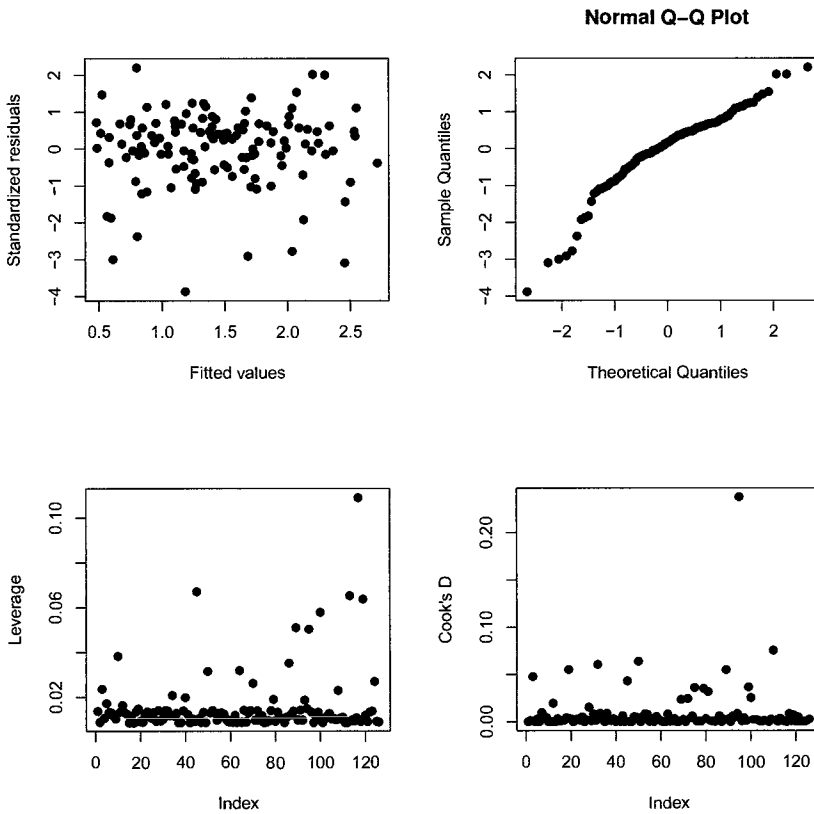 Normal Q–Q Plot
Standardized residuals
2
1
0
−1
−2
−3
−4
0.5 1.0 1.5 2.0 2.5
Fitted values
Sample Quantiles
2
1
0
−1
−2
−3
−4
−2 −1 0 1 2
Theoretical Quantiles
Leverage
0.10
0.06
0.02
0 20 40 60 80 100 120
Index
Cook's D
0.20
0.10
0.00
0 20 40 60 80 100 120
Index